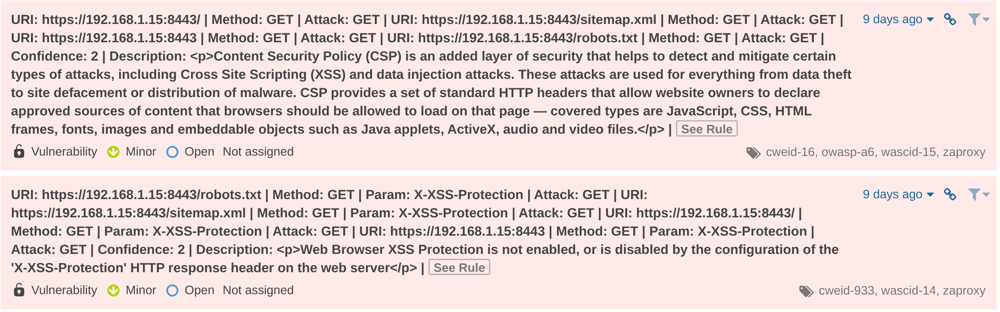 URI: https://192.168.1.15:8443/ | Method: GET | Attack: GET | URI: https://192.168.1.15:8443/sitemap.xml | Method: GET | Attack: GET | 9 days ago
URI: https://192.168.1.15:8443 | Method: GET | Attack: GET | URI: https://192.168.1.15:8443/robots.txt | Method: GET | Attack: GET |
Confidence: 2 | Description: <p>Content Security Policy (CSP) is an added layer of security that helps to detect and mitigate certain
types of attacks, including Cross Site Scripting (XSS) and data injection attacks. These attacks are used for everything from data theft
to site defacement or distribution of malware. CSP provides a set of standard HTTP headers that allow website owners to declare
approved sources of content that browsers should be allowed to load on that page — covered types are JavaScript, CSS, HTML
frames, fonts, images and embeddable objects such as Java applets, ActiveX, audio and video files.</p> | See Rule
Vulnerability Minor Open Not assigned cweid-16, owasp-a6, wascid-15, zaproxy
URI: https://192.168.1.15:8443/robots.txt | Method: GET | Param: X-XSS-Protection | Attack: GET | URI: 9 days ago
https://192.168.1.15:8443/sitemap.xml | Method: GET | Param: X-XSS-Protection | Attack: GET | URI: https://192.168.1.15:8443/ |
Method: GET | Param: X-XSS-Protection | Attack: GET | URI: https://192.168.1.15:8443 | Method: GET | Param: X-XSS-Protection |
Attack: GET | Confidence: 2 | Description: <p>Web Browser XSS Protection is not enabled, or is disabled by the configuration of the
'X-XSS-Protection' HTTP response header on the web server</p> | See Rule
Vulnerability Minor Open Not assigned cweid-933, wascid-14, zaproxy